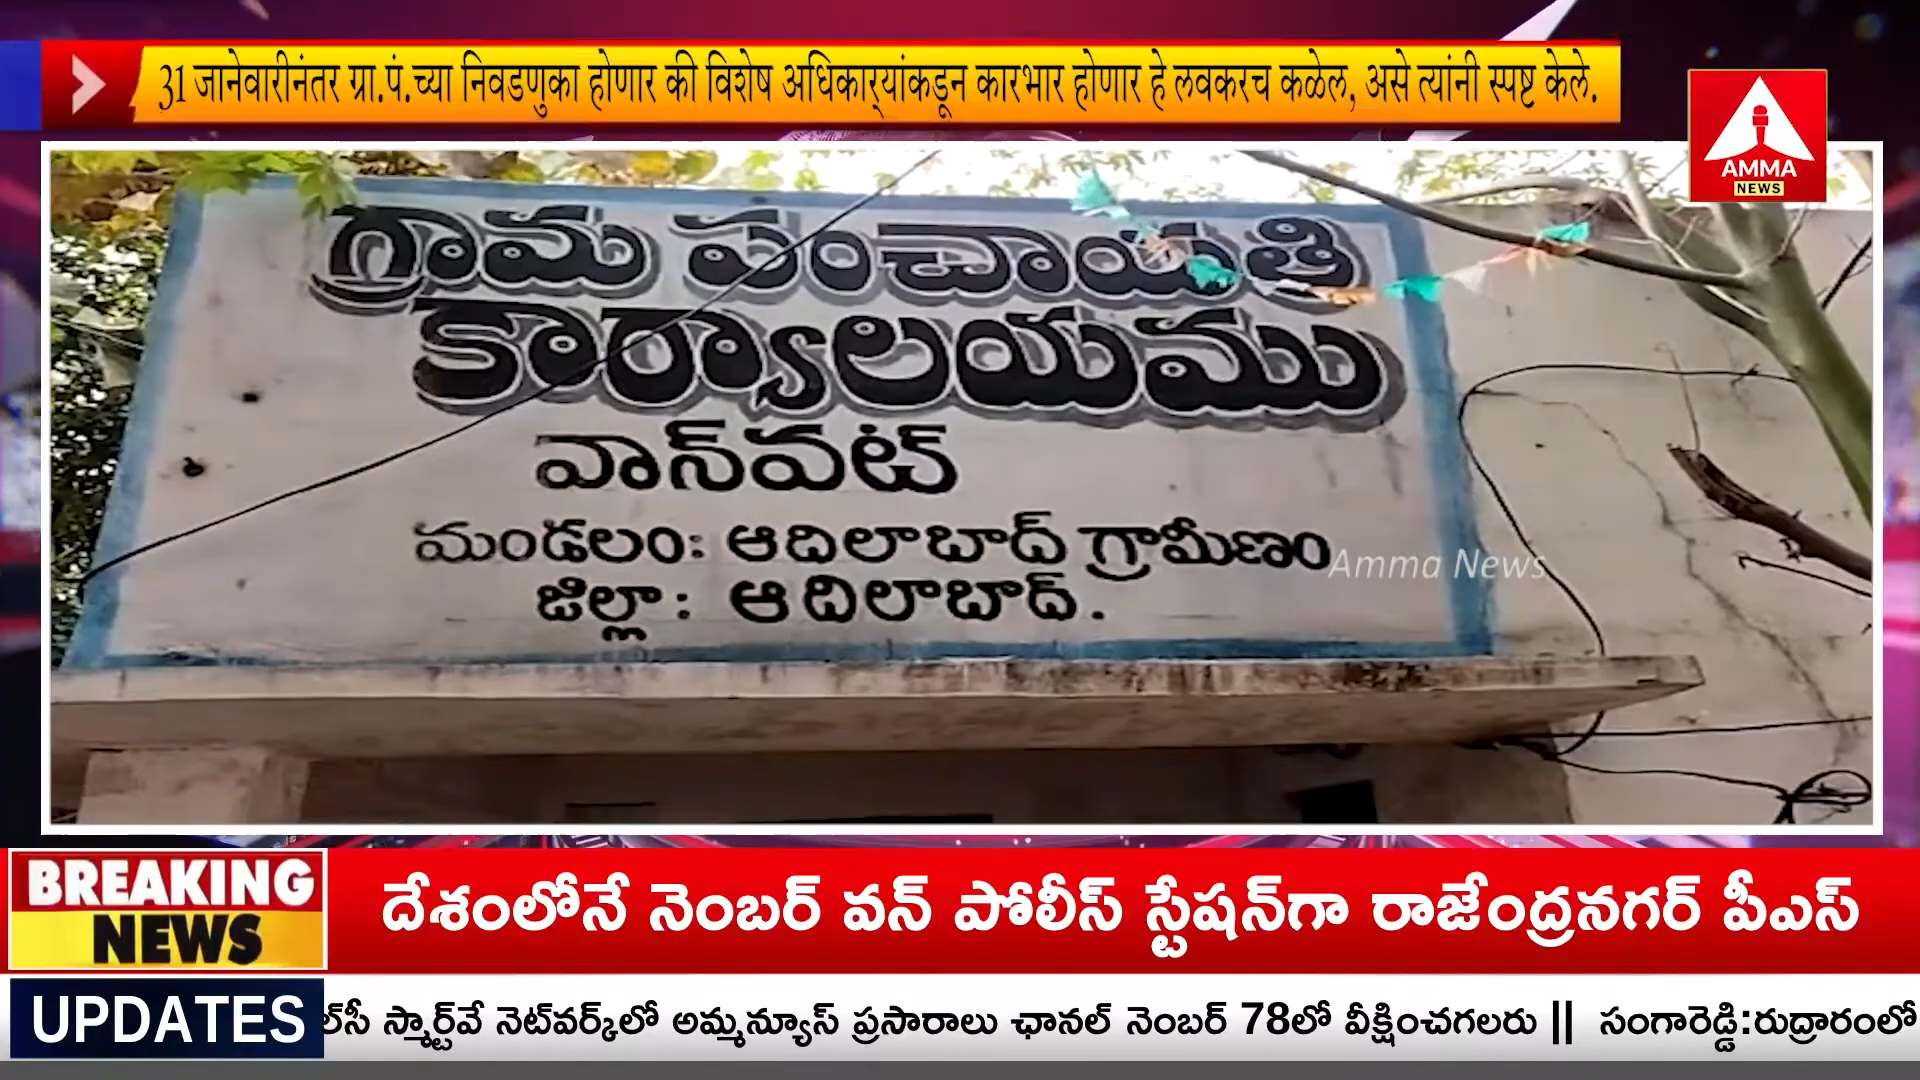 31 जानेवारीनंतर ग्रा.पं.च्या निवडणुका होणार की विशेष अधिकाऱ्यांकडून कारभार होणार हे लवकरच कळेल, असे त्यांनी स्पष्ट केले.
AMMA
NEWS
గ్రామ పంచాయతి
కార్యాలయము
వాన్‌వట్
మండలం: ఆదిలాబాద్ గ్రామీణం
Amma News
జిల్లా: ఆదిలాబాద్.
BREAKING
NEWS
దేశంలోనే నెంబర్ వన్ పోలీస్ స్టేషన్‌గా రాజేంద్రనగర్ పీఎస్
UPDATES
ల్‌సీ స్మార్ట్‌వే నెట్‌వర్క్‌లో అమ్మన్యూస్ ప్రసారాలు ఛానల్ నెంబర్ 78లో వీక్షించగలరు || సంగారెడ్డి:రుద్రారంలో